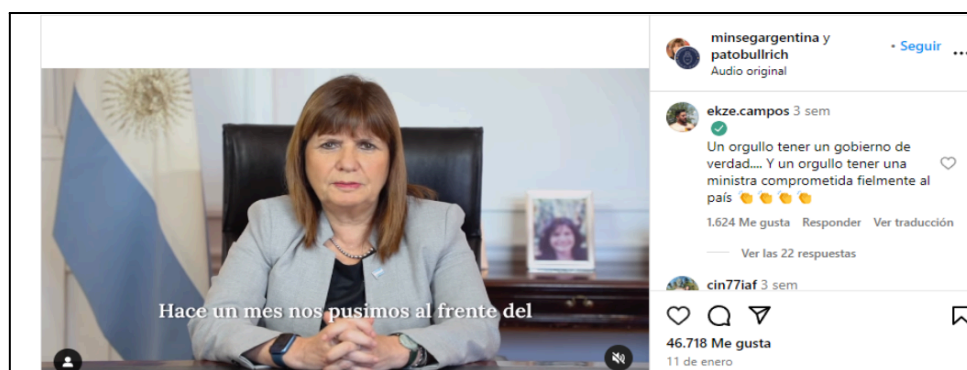 minsegargentina y
patobullrich
• Seguir
Audio original
ekze.campos 3 sem
Un orgullo tener un gobierno de
verdad.... Y un orgullo tener una
ministra comprometida fielmente al
país 👏 👏 👏 👏
1.624 Me gusta Responder Ver traducción
Ver las 22 respuestas
cin77iaf 3 sem
Hace un mes nos pusimos al frente del
46.718 Me gusta
11 de enero